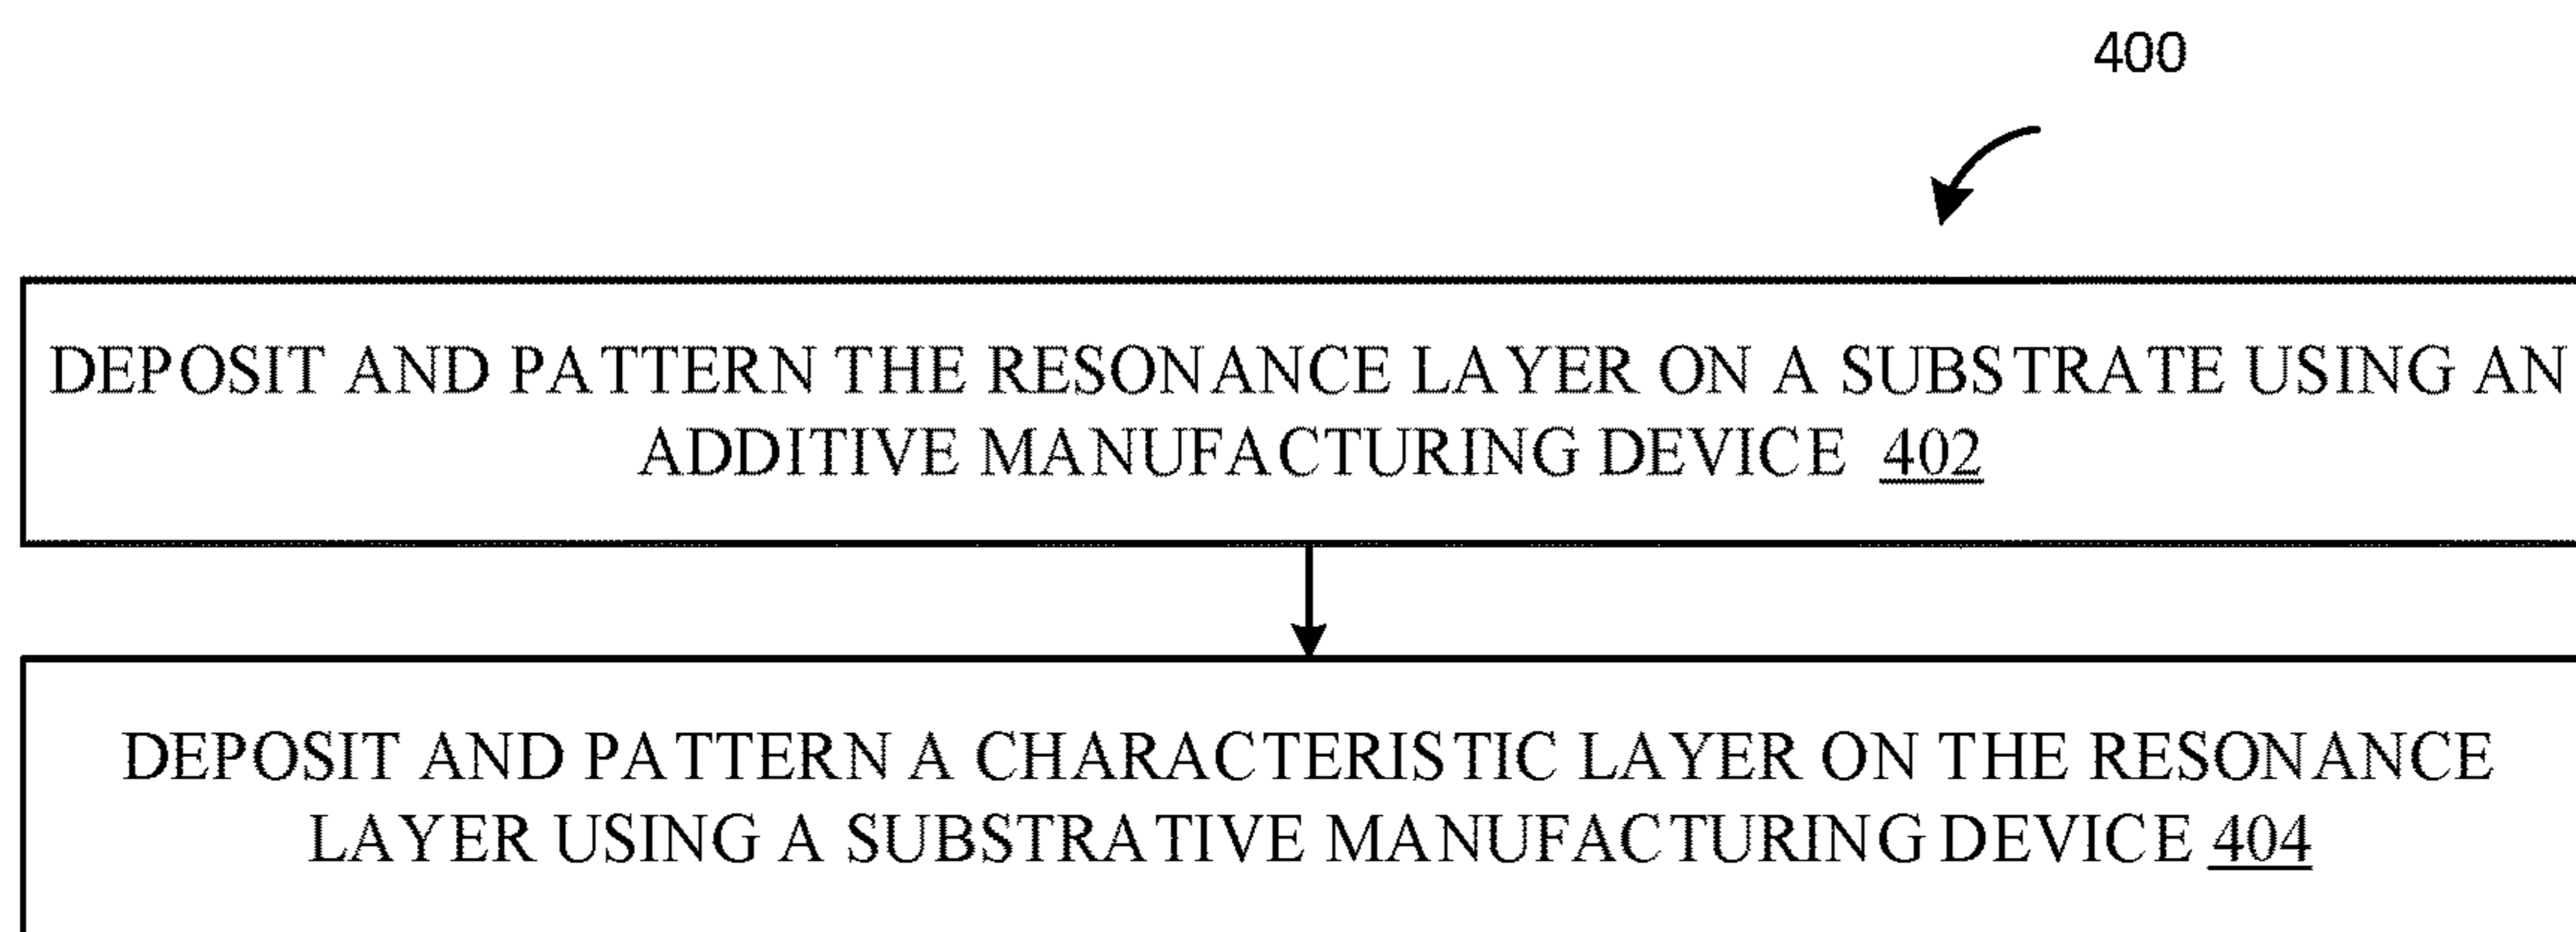 400
DEPOSIT AND PATTERN THE RESONANCE LAYER ON A SUBSTRATE USING AN
ADDITIVE MANUFACTURING DEVICE 402
DEPOSIT AND PATTERN A CHARACTERISTIC LAYER ON THE RESONANCE
LAYER USING A SUBSTRATIVE MANUFACTURING DEVICE 404